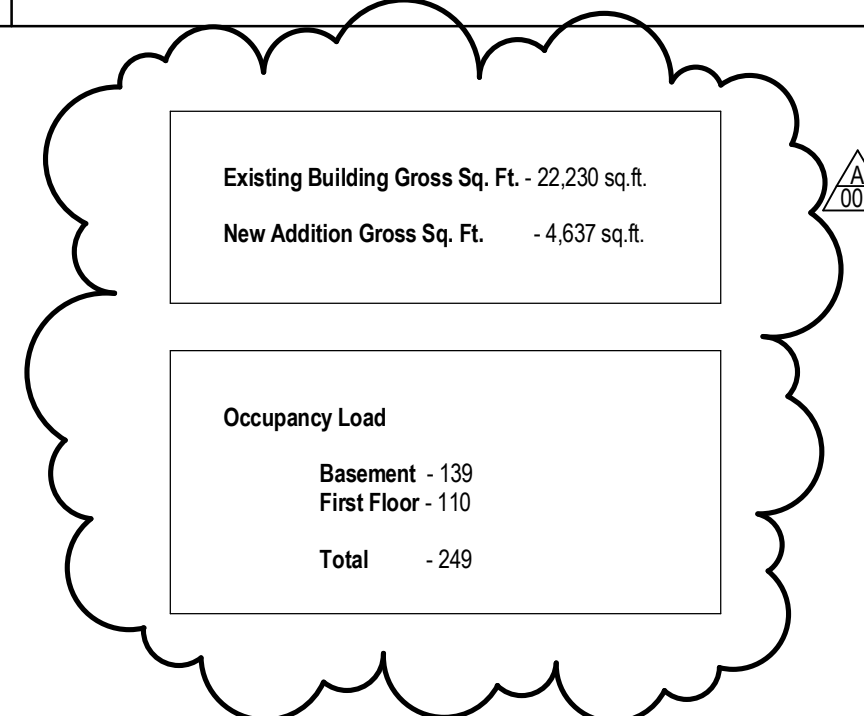 Existing Building Gross Sq. Ft. - 22,230 sq.ft.
New Addition Gross Sq. Ft. - 4,637 sq.ft.
A
00
Occupancy Load
Basement - 139
First Floor - 110
Total - 249